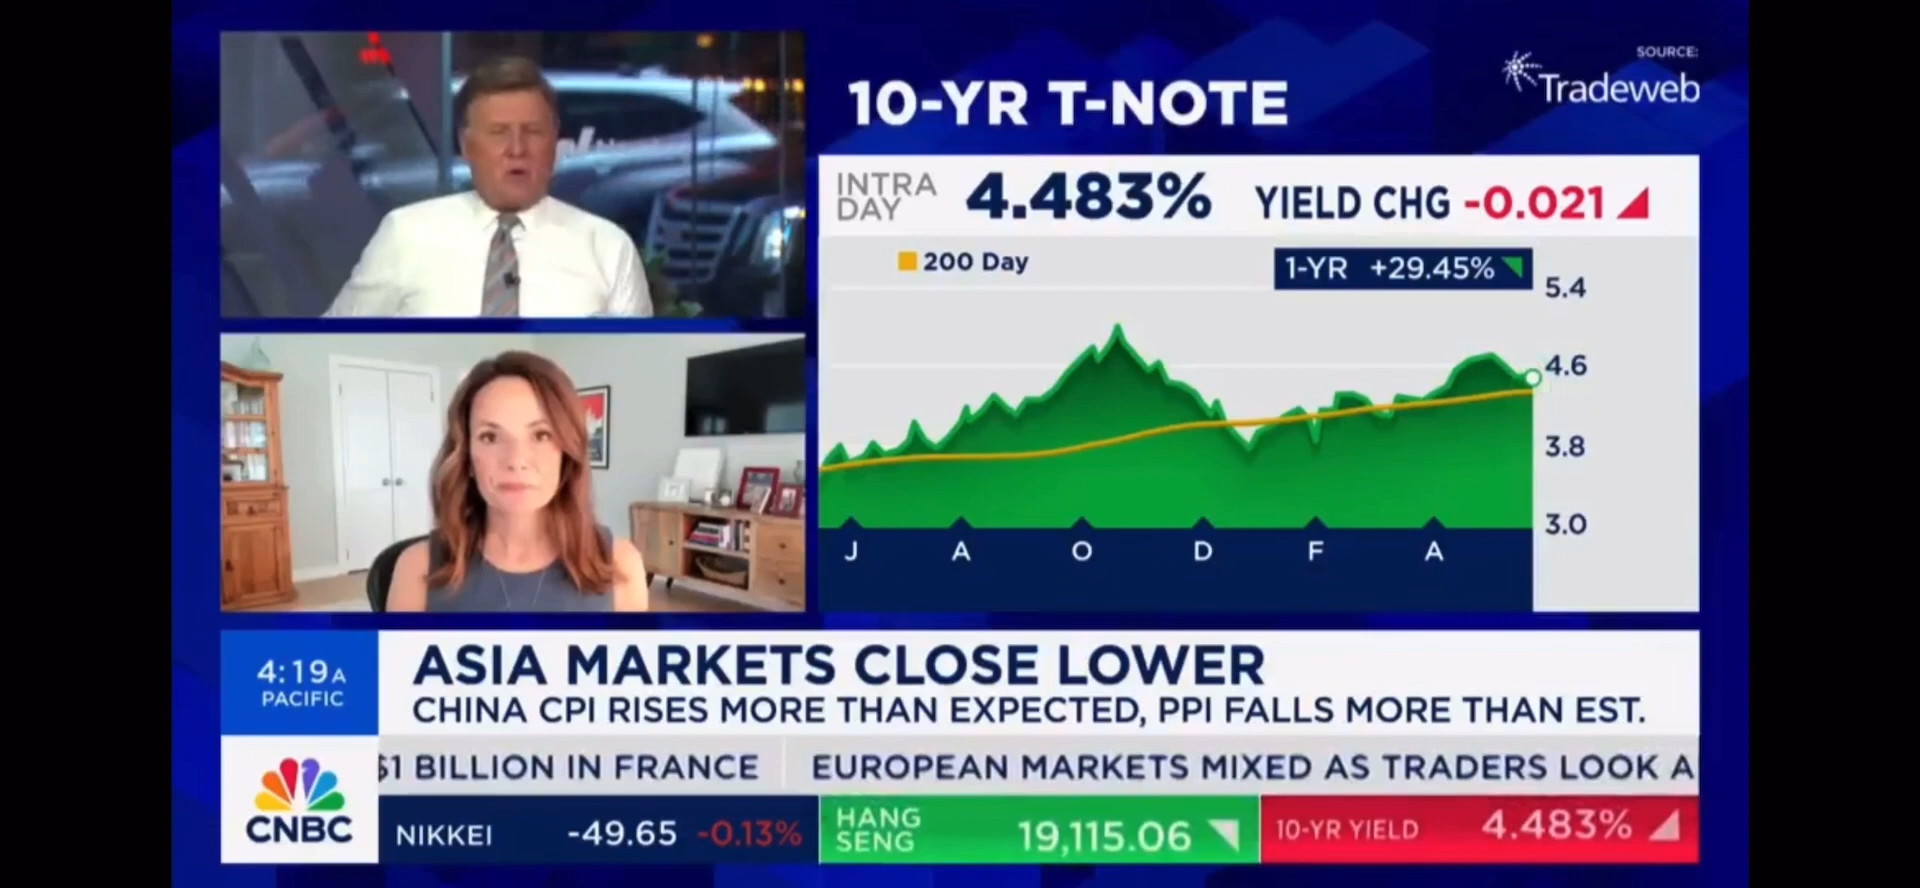 10-YR T-NOTE
SOURCE:
Tradeweb
INTRA DAY 4.483% YIELD CHG -0.021
200 Day
1-YR +29.45%
5.4
4.6
3.8
3.0
J A O D F A
4:19A
PACIFIC
ASIA MARKETS CLOSE LOWER
CHINA CPI RISES MORE THAN EXPECTED, PPI FALLS MORE THAN EST.
$1 BILLION IN FRANCE EUROPEAN MARKETS MIXED AS TRADERS LOOK A
CNBC
NIKKEI -49.65 -0.13%
HANG SENG 19,115.06
10-YR YIELD 4.483%